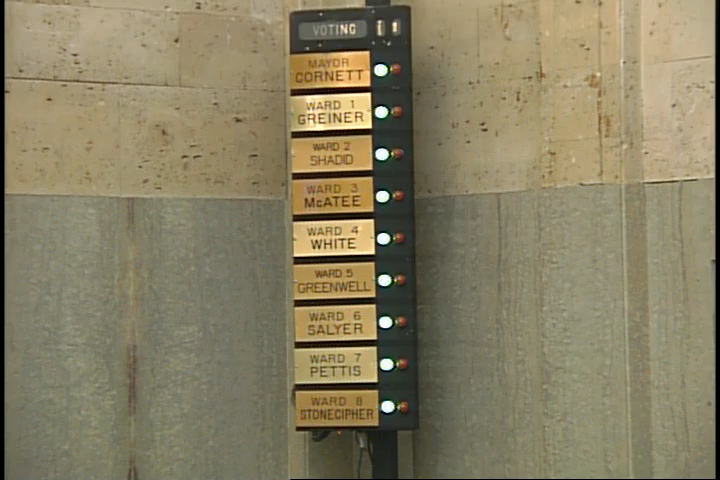 VOTING
MAYOR
CORNETT
WARD 1
GREINER
WARD 2
SHADID
WARD 3
McATEE
WARD 4
WHITE
WARD 5
GREENWELL
WARD 6
SALYER
WARD 7
PETTIS
WARD 8
STONECIPHER